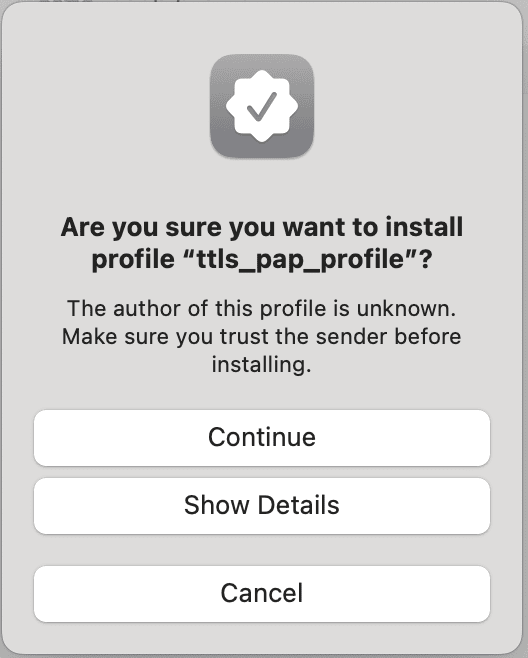 Are you sure you want to install
profile “ttls_pap_profile”?
The author of this profile is unknown.
Make sure you trust the sender before
installing.
Continue
Show Details
Cancel